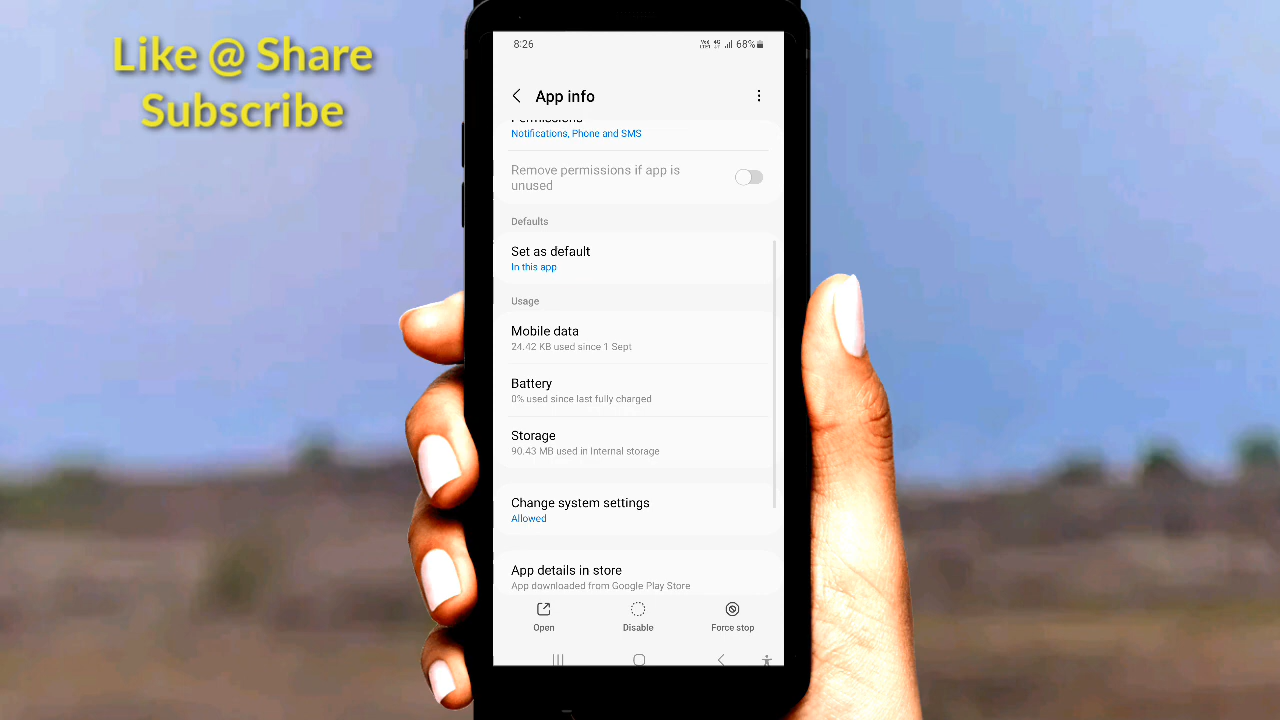 Like @ Share
Subscribe
8:26
68%
App info
Permissions
Notifications, Phone and SMS
Remove permissions if app is
unused
Defaults
Set as default
In this app
Usage
Mobile data
24.42 KB used since 1 Sept
Battery
0% used since last fully charged
Storage
90.43 MB used in Internal storage
Change system settings
Allowed
App details in store
App downloaded from Google Play Store
Open
Disable
Force stop